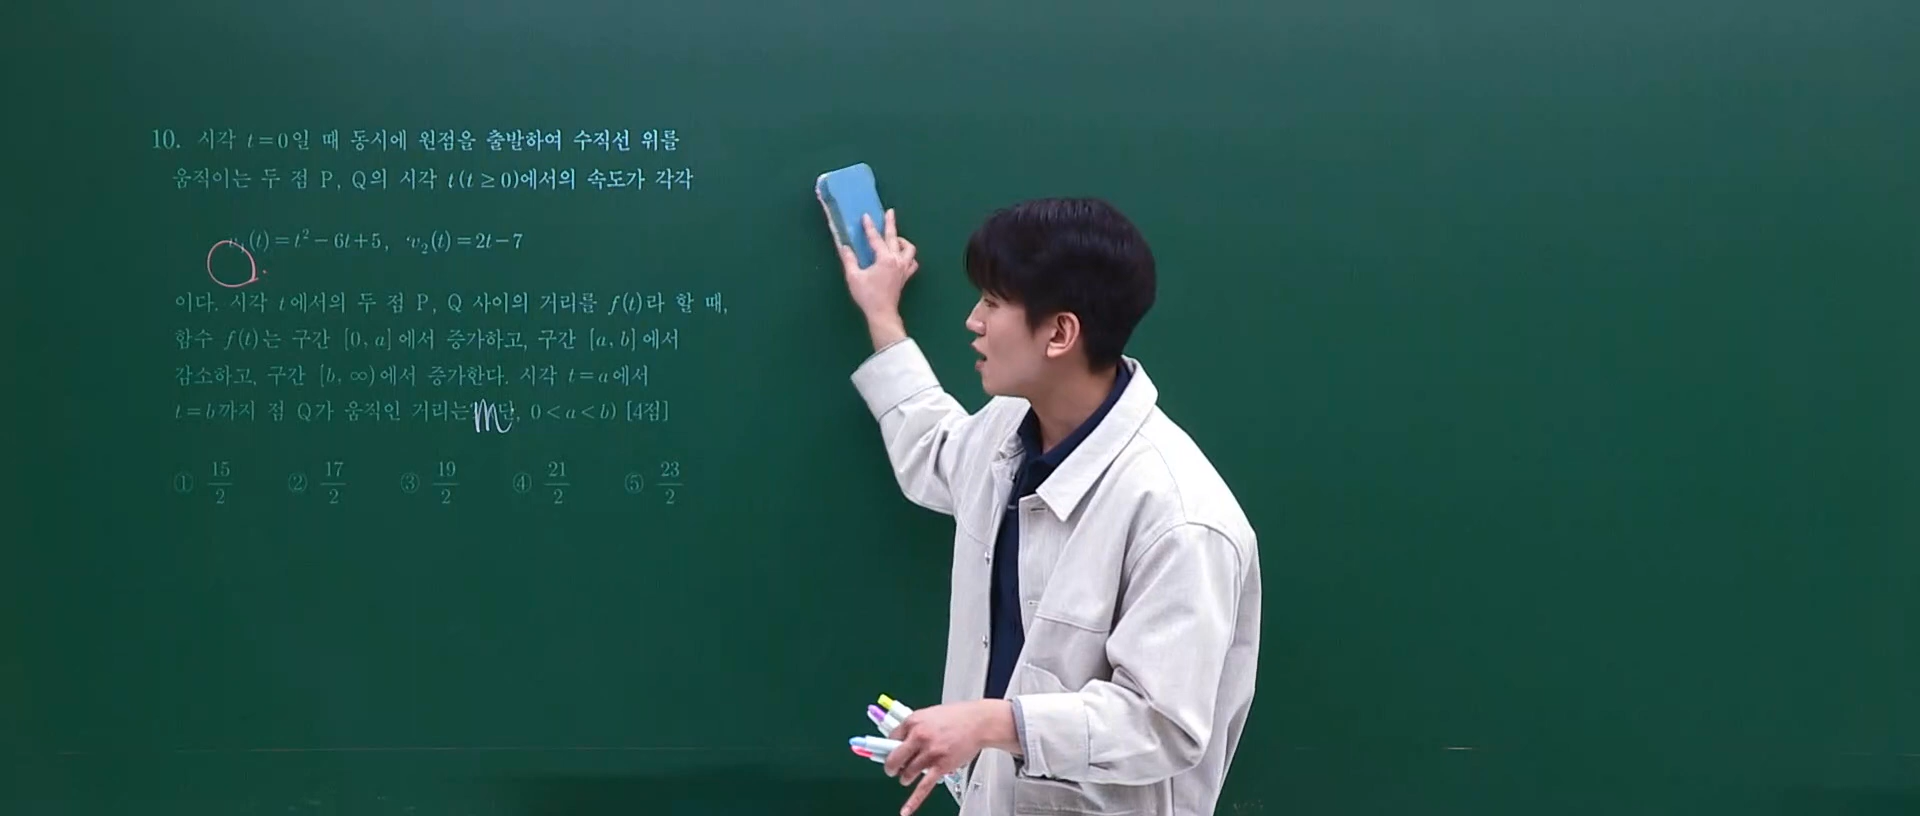 10. 시각 t=0일 때 동시에 원점을 출발하여 수직선 위를
움직이는 두 점 P, Q의 시각 t(t≥0)에서의 속도가 각각
v₁(t)=t²-6t+5, v₂(t)=2t-7
이다. 시각 t에서의 두 점 P, Q 사이의 거리를 f(t)라 할 때,
함수 f(t)는 구간 [0, a]에서 증가하고, 구간 [a, b]에서
감소하고, 구간 [b, ∞)에서 증가한다. 시각 t=a에서
t=b까지 점 Q가 움직인 거리는 m단, 0<a<b) [4점]
① 15/2 ② 17/2 ③ 19/2 ④ 21/2 ⑤ 23/2